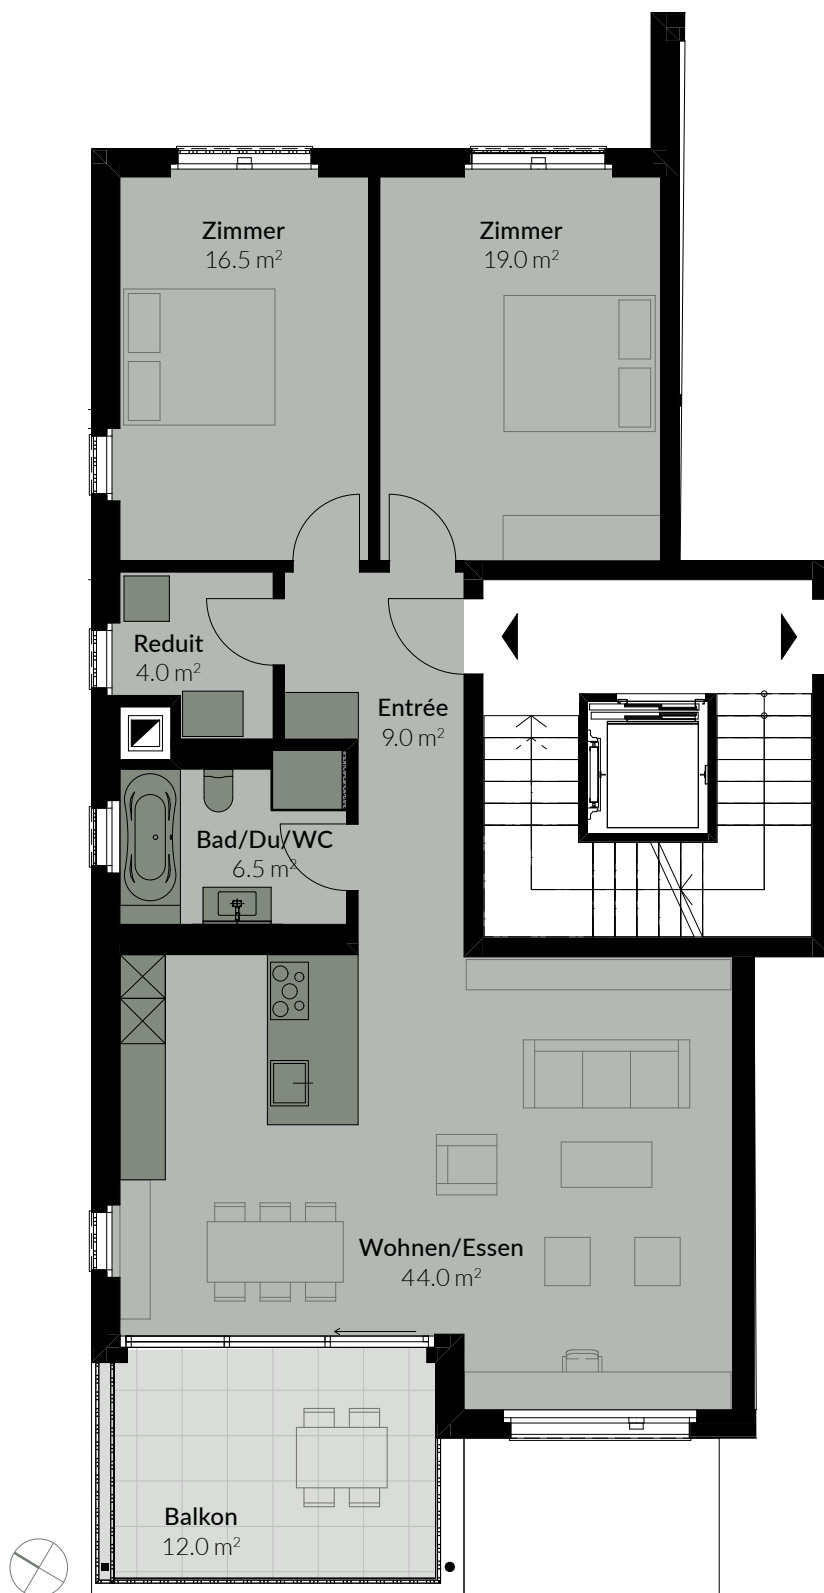 Zimmer
16.5 m²
Zimmer
19.0 m²
Reduit
4.0 m²
Entrée
9.0 m²
Bad/Du/WC
6.5 m²
Wohnen/Essen
44.0 m²
Balkon
12.0 m²